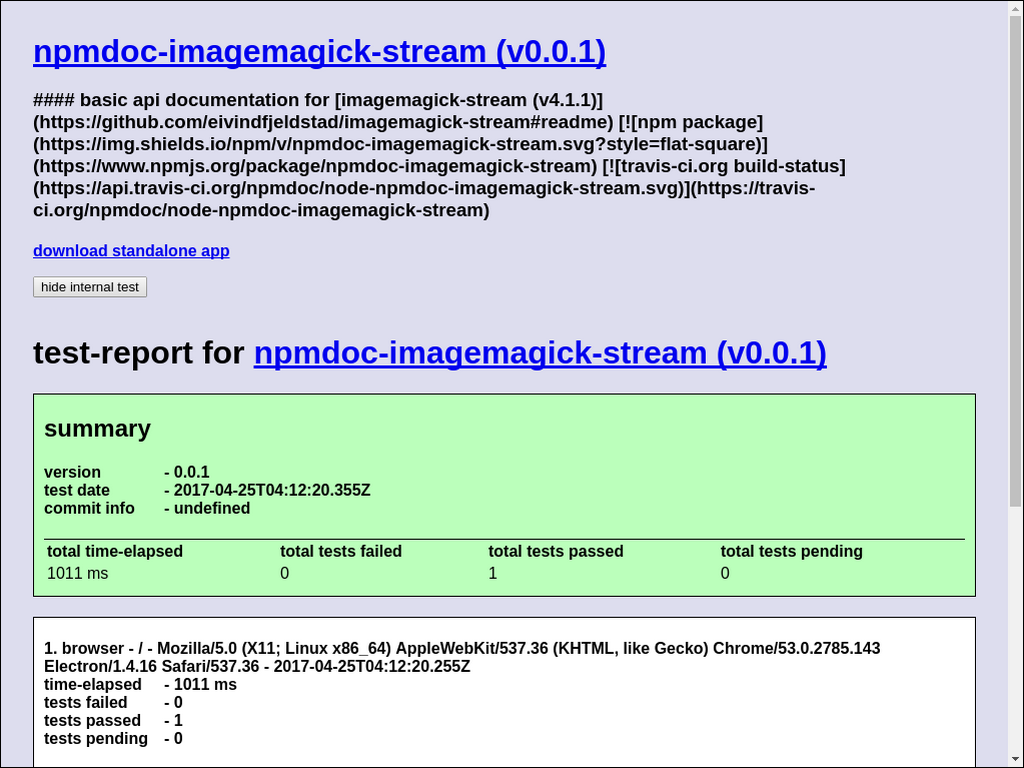 npmdoc-imagemagick-stream (v0.0.1)
#### basic api documentation for [imagemagick-stream (v4.1.1)]
(https://github.com/eivindfjeldstad/imagemagick-stream#readme) [![npm package]
(https://img.shields.io/npm/v/npmdoc-imagemagick-stream.svg?style=flat-square)]
(https://www.npmjs.org/package/npmdoc-imagemagick-stream) [![travis-ci.org build-status]
(https://api.travis-ci.org/npmdoc/node-npmdoc-imagemagick-stream.svg)](https://travis-
ci.org/npmdoc/node-npmdoc-imagemagick-stream)
download standalone app
hide internal test
test-report for npmdoc-imagemagick-stream (v0.0.1)
summary
version - 0.0.1
test date - 2017-04-25T04:12:20.355Z
commit info - undefined
total time-elapsed total tests failed total tests passed total tests pending
1011 ms 0 1 0
1. browser - / - Mozilla/5.0 (X11; Linux x86_64) AppleWebKit/537.36 (KHTML, like Gecko) Chrome/53.0.2785.143
Electron/1.4.16 Safari/537.36 - 2017-04-25T04:12:20.255Z
time-elapsed - 1011 ms
tests failed - 0
tests passed - 1
tests pending - 0